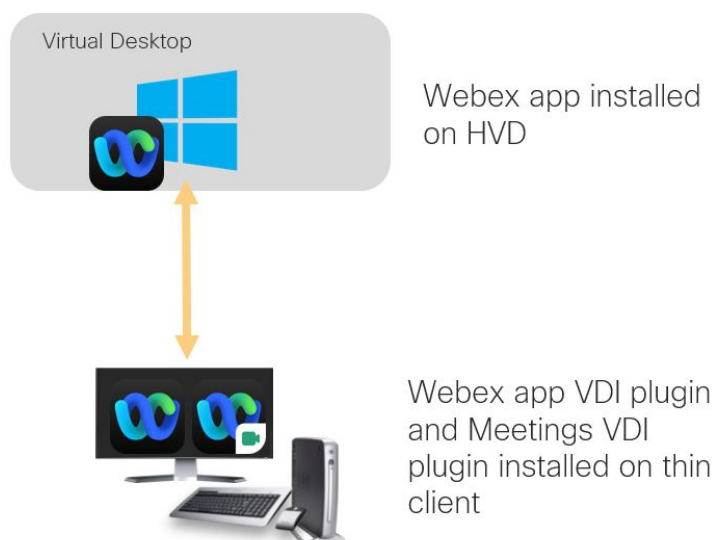 Virtual Desktop
Webex app installed
on HVD
Webex app VDI plugin
and Meetings VDI
plugin installed on thin
client